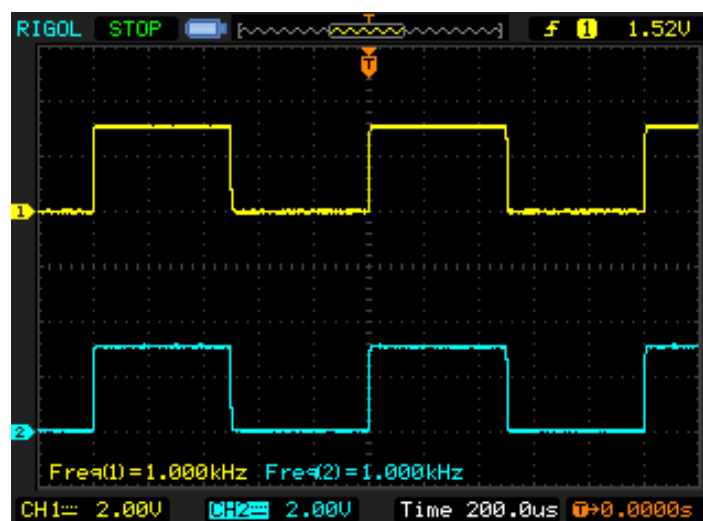 RIGOL STOP T 1 1.52V
T
1
2
Freq(1)=1.000kHz Freq(2)=1.000kHz
CH1 2.00V CH2 2.00V Time 200.0us T→0.0000s